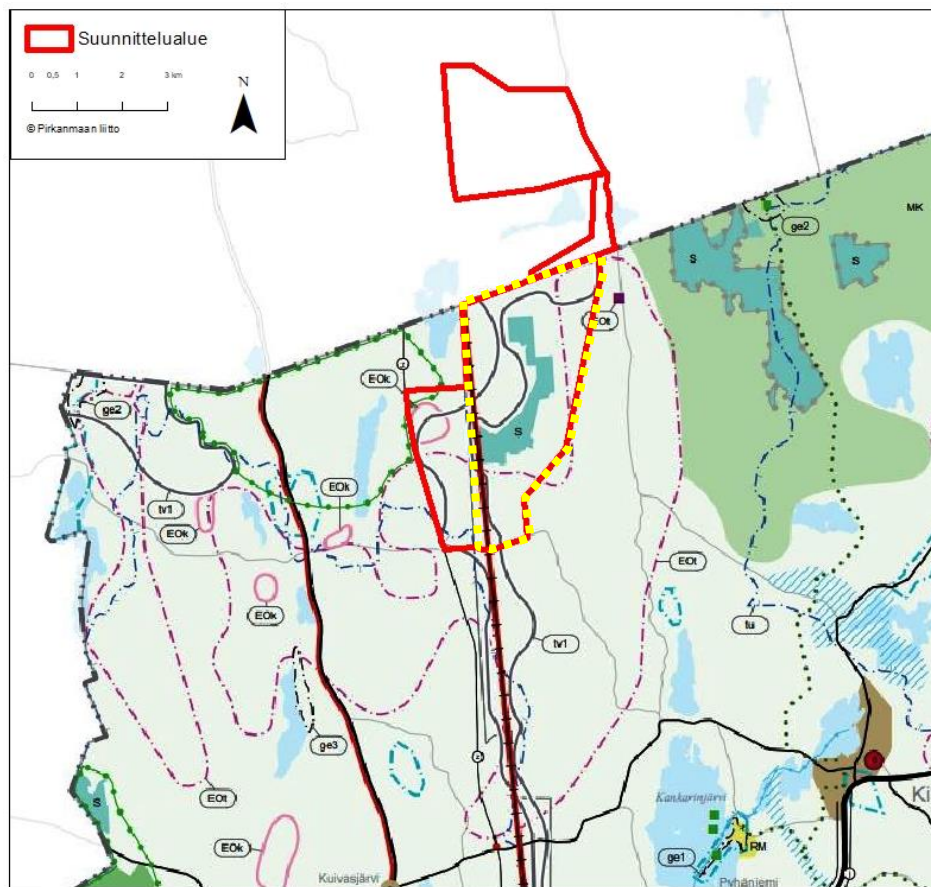 Suunnittelualue
0 0,5 1 2 3 km
N
© Pirkanmaan liitto
MK
ge2
S
S
EOt
z
EOk
ge2
S
EOk
tv1
EOk
EOk
EOt
tu
tv1
ge3
z
EOt
Kankarinjärvi
Ki
S
EOk
RM
ge1
Kuivasjärvi
Pyhäniemi